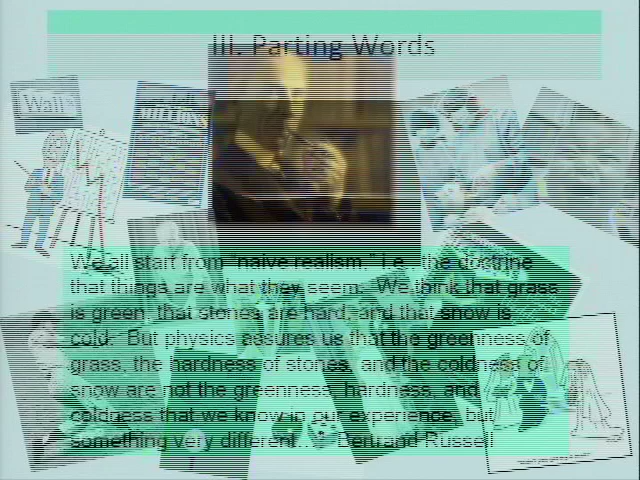 III. Parting Words
Wall
MILLIONS
We all start from "naive realism," i.e., the doctrine
that things are what they seem. We think that grass
is green, that stones are hard, and that snow is
cold. But physics assures us that the greenness of
grass, the hardness of stones, and the coldness of
snow are not the greenness, hardness, and
coldness that we know in our experience, but
something very different... Bertrand Russell